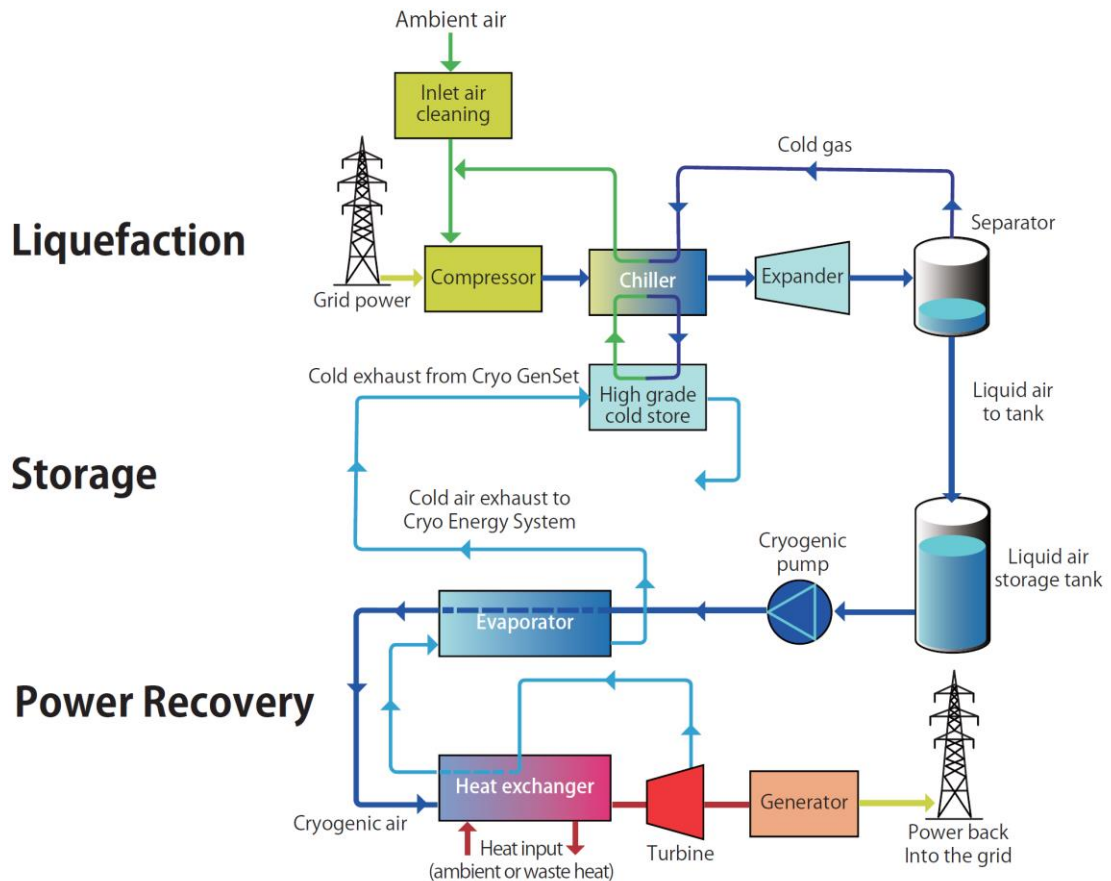 Ambient air
Inlet air
cleaning
Cold gas
Liquefaction
Separator
Compressor
Chiller
Expander
Grid power
Cold exhaust from Cryo GenSet
High grade
cold store
Liquid air
to tank
Storage
Cold air exhaust to
Cryo Energy System
Cryogenic
pump
Liquid air
storage tank
Evaporator
Power Recovery
Heat exchanger
Generator
Cryogenic air
Heat input
(ambient or waste heat)
Turbine
Power back
Into the grid